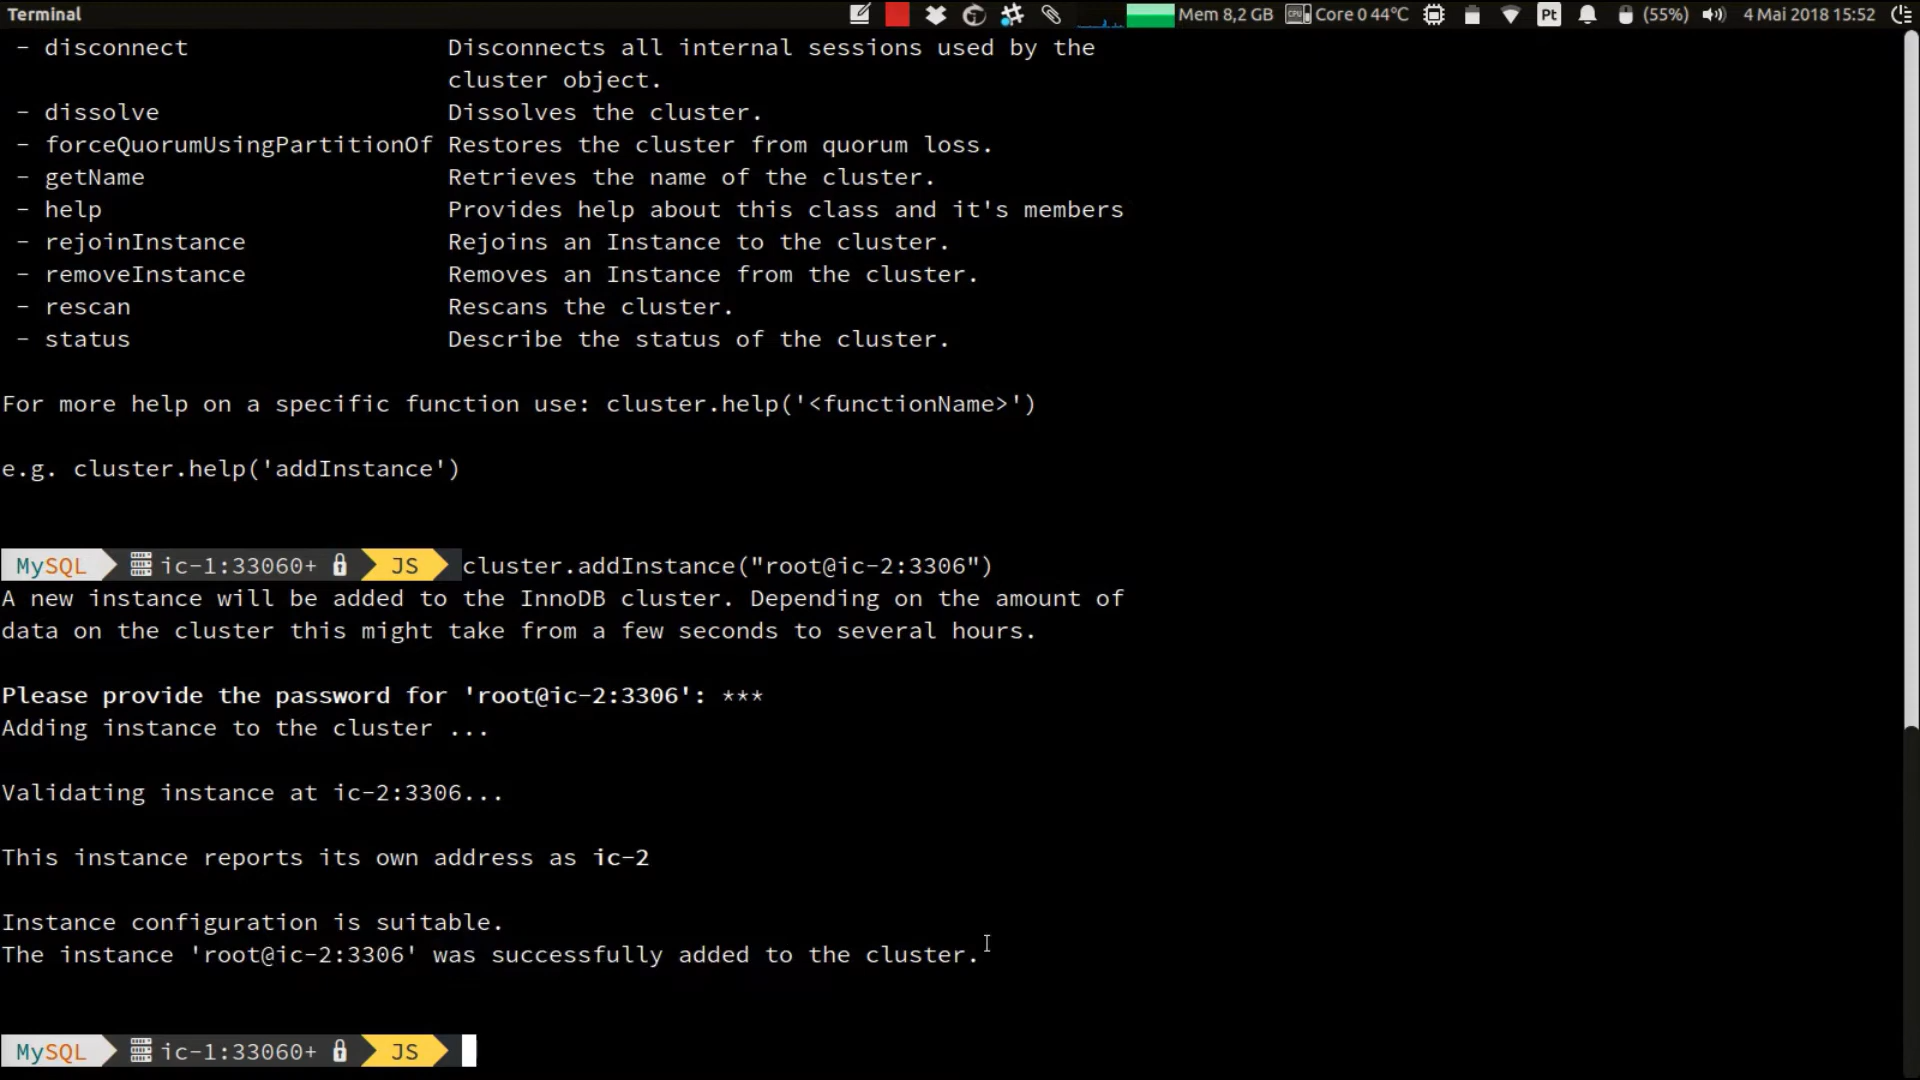 Terminal
Mem 8,2 GB
CPU
Core 0 44°C
Pt
(55%)
4 Mai 2018 15:52
- disconnect Disconnects all internal sessions used by the
cluster object.
- dissolve Dissolves the cluster.
- forceQuorumUsingPartitionOf Restores the cluster from quorum loss.
- getName Retrieves the name of the cluster.
- help Provides help about this class and it's members
- rejoinInstance Rejoins an Instance to the cluster.
- removeInstance Removes an Instance from the cluster.
- rescan Rescans the cluster.
- status Describe the status of the cluster.
For more help on a specific function use: cluster.help('<functionName>')
e.g. cluster.help('addInstance')
MySQL ic-1:33060+ JS cluster.addInstance("root@ic-2:3306")
A new instance will be added to the InnoDB cluster. Depending on the amount of
data on the cluster this might take from a few seconds to several hours.
Please provide the password for 'root@ic-2:3306': ***
Adding instance to the cluster ...
Validating instance at ic-2:3306...
This instance reports its own address as ic-2
Instance configuration is suitable.
The instance 'root@ic-2:3306' was successfully added to the cluster.
MySQL ic-1:33060+ JS